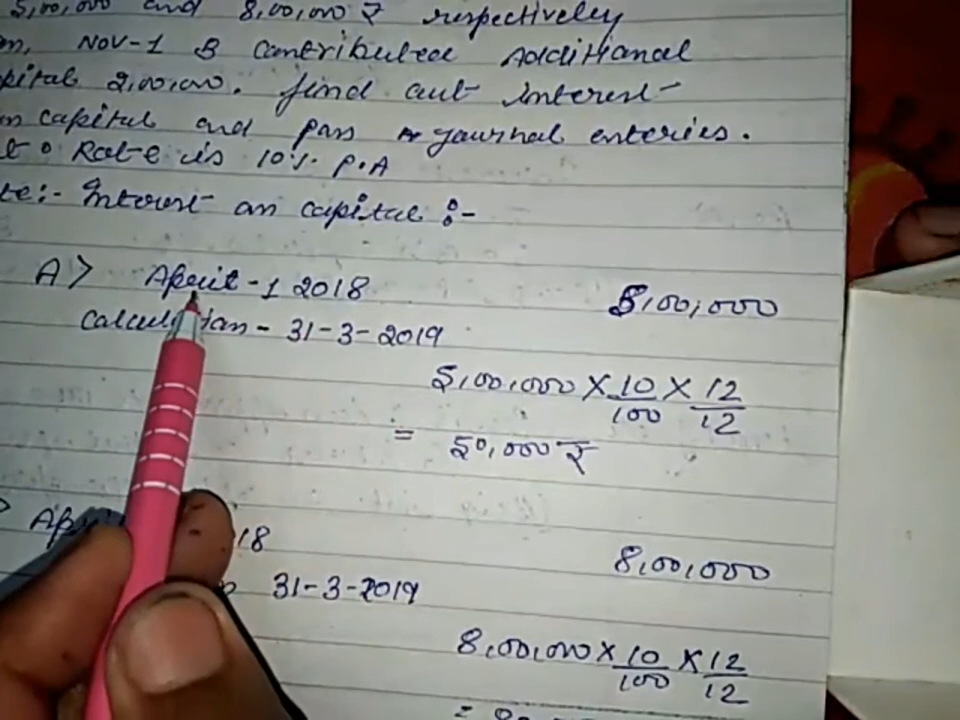 5,00,000 and 8,00,000 ₹ respectively
on, NOV-1 B contributed Additional
pital 2,00,000. find out interest
on capital and pass journal enteries.
Rate is 10% P.A
te:- Interest on capital :-
A> April-1 2018 5,00,000
Calculation - 31-3-2019
5,00,000 × 10/100 × 12/12
= 50,000 ₹
18 8,00,000
31-3-2019
8,00,000 × 10/100 × 12/12